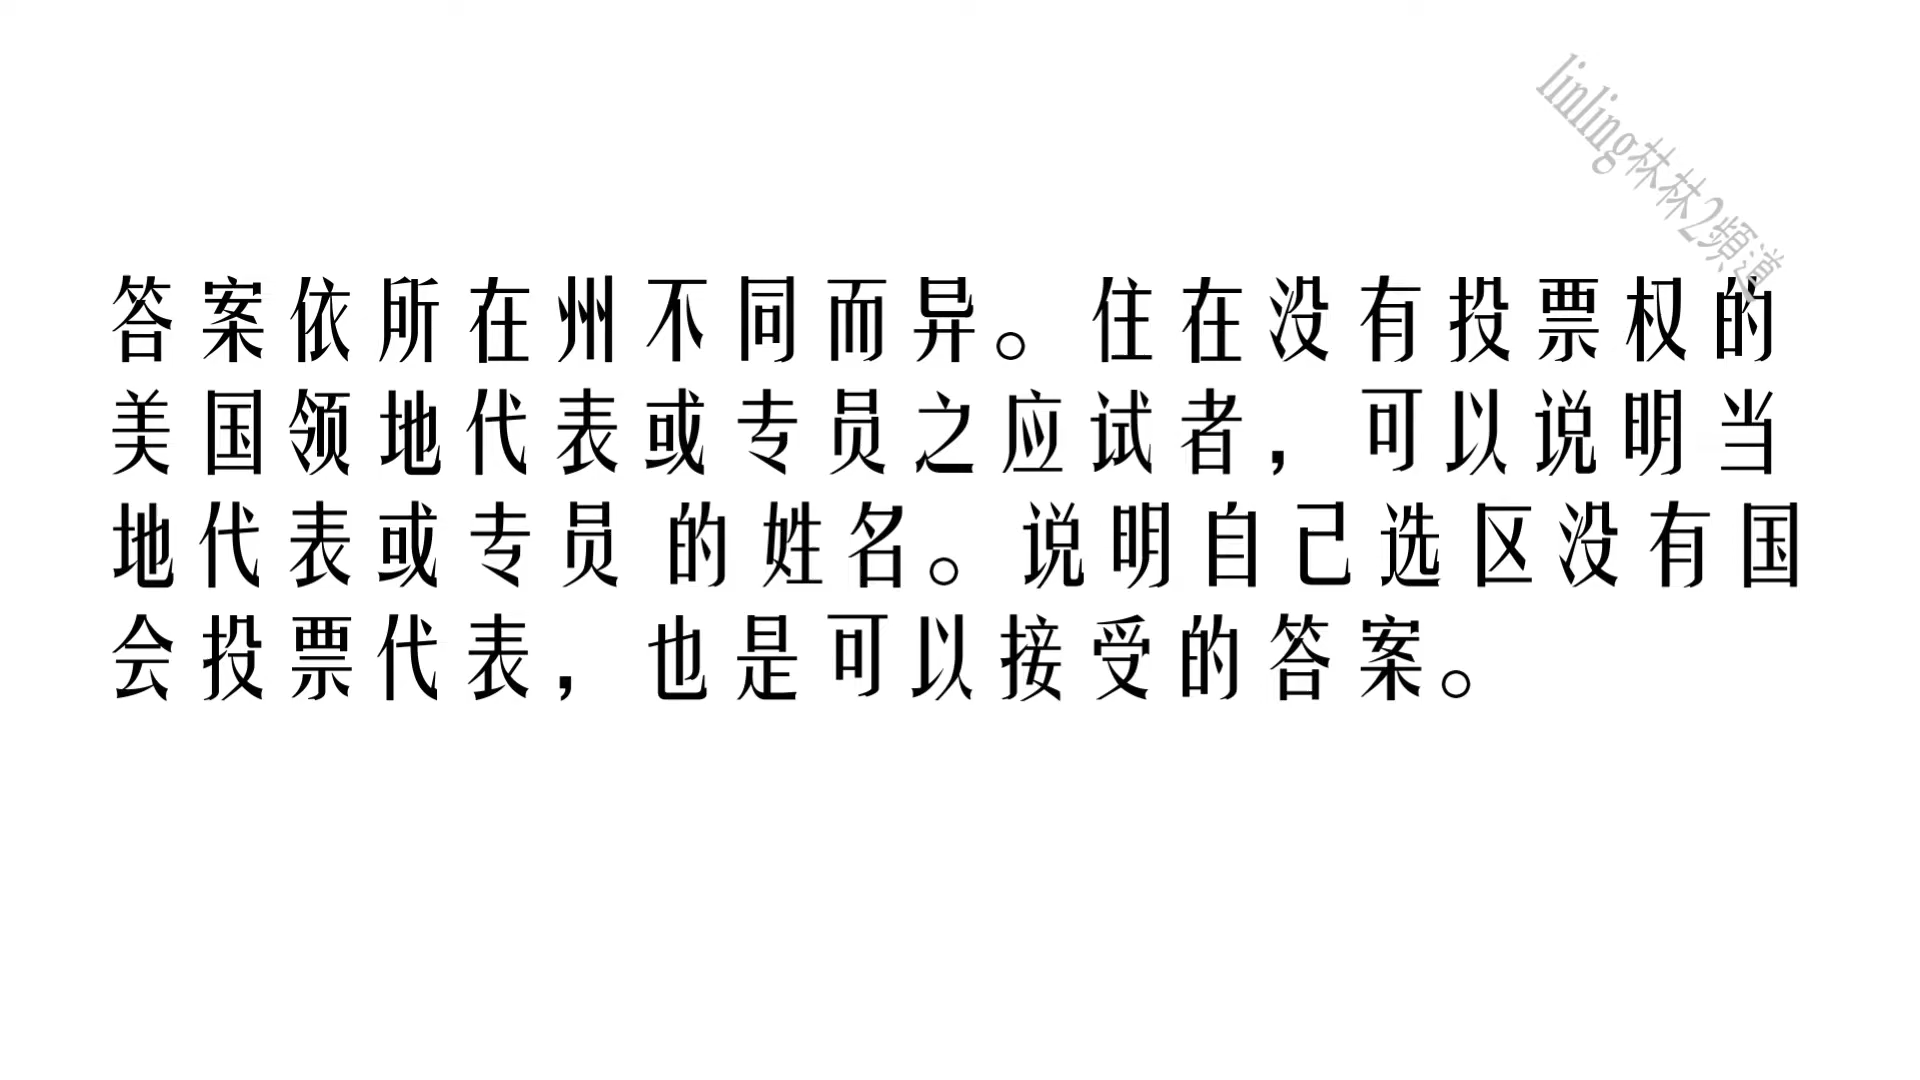 linling林林2頻道
答案依所在州不同而异。住在没有投票权的
美国领地代表或专员之应试者，可以说明当
地代表或专员 的姓名。说明自己选区没有国
会投票代表，也是可以接受的答案。